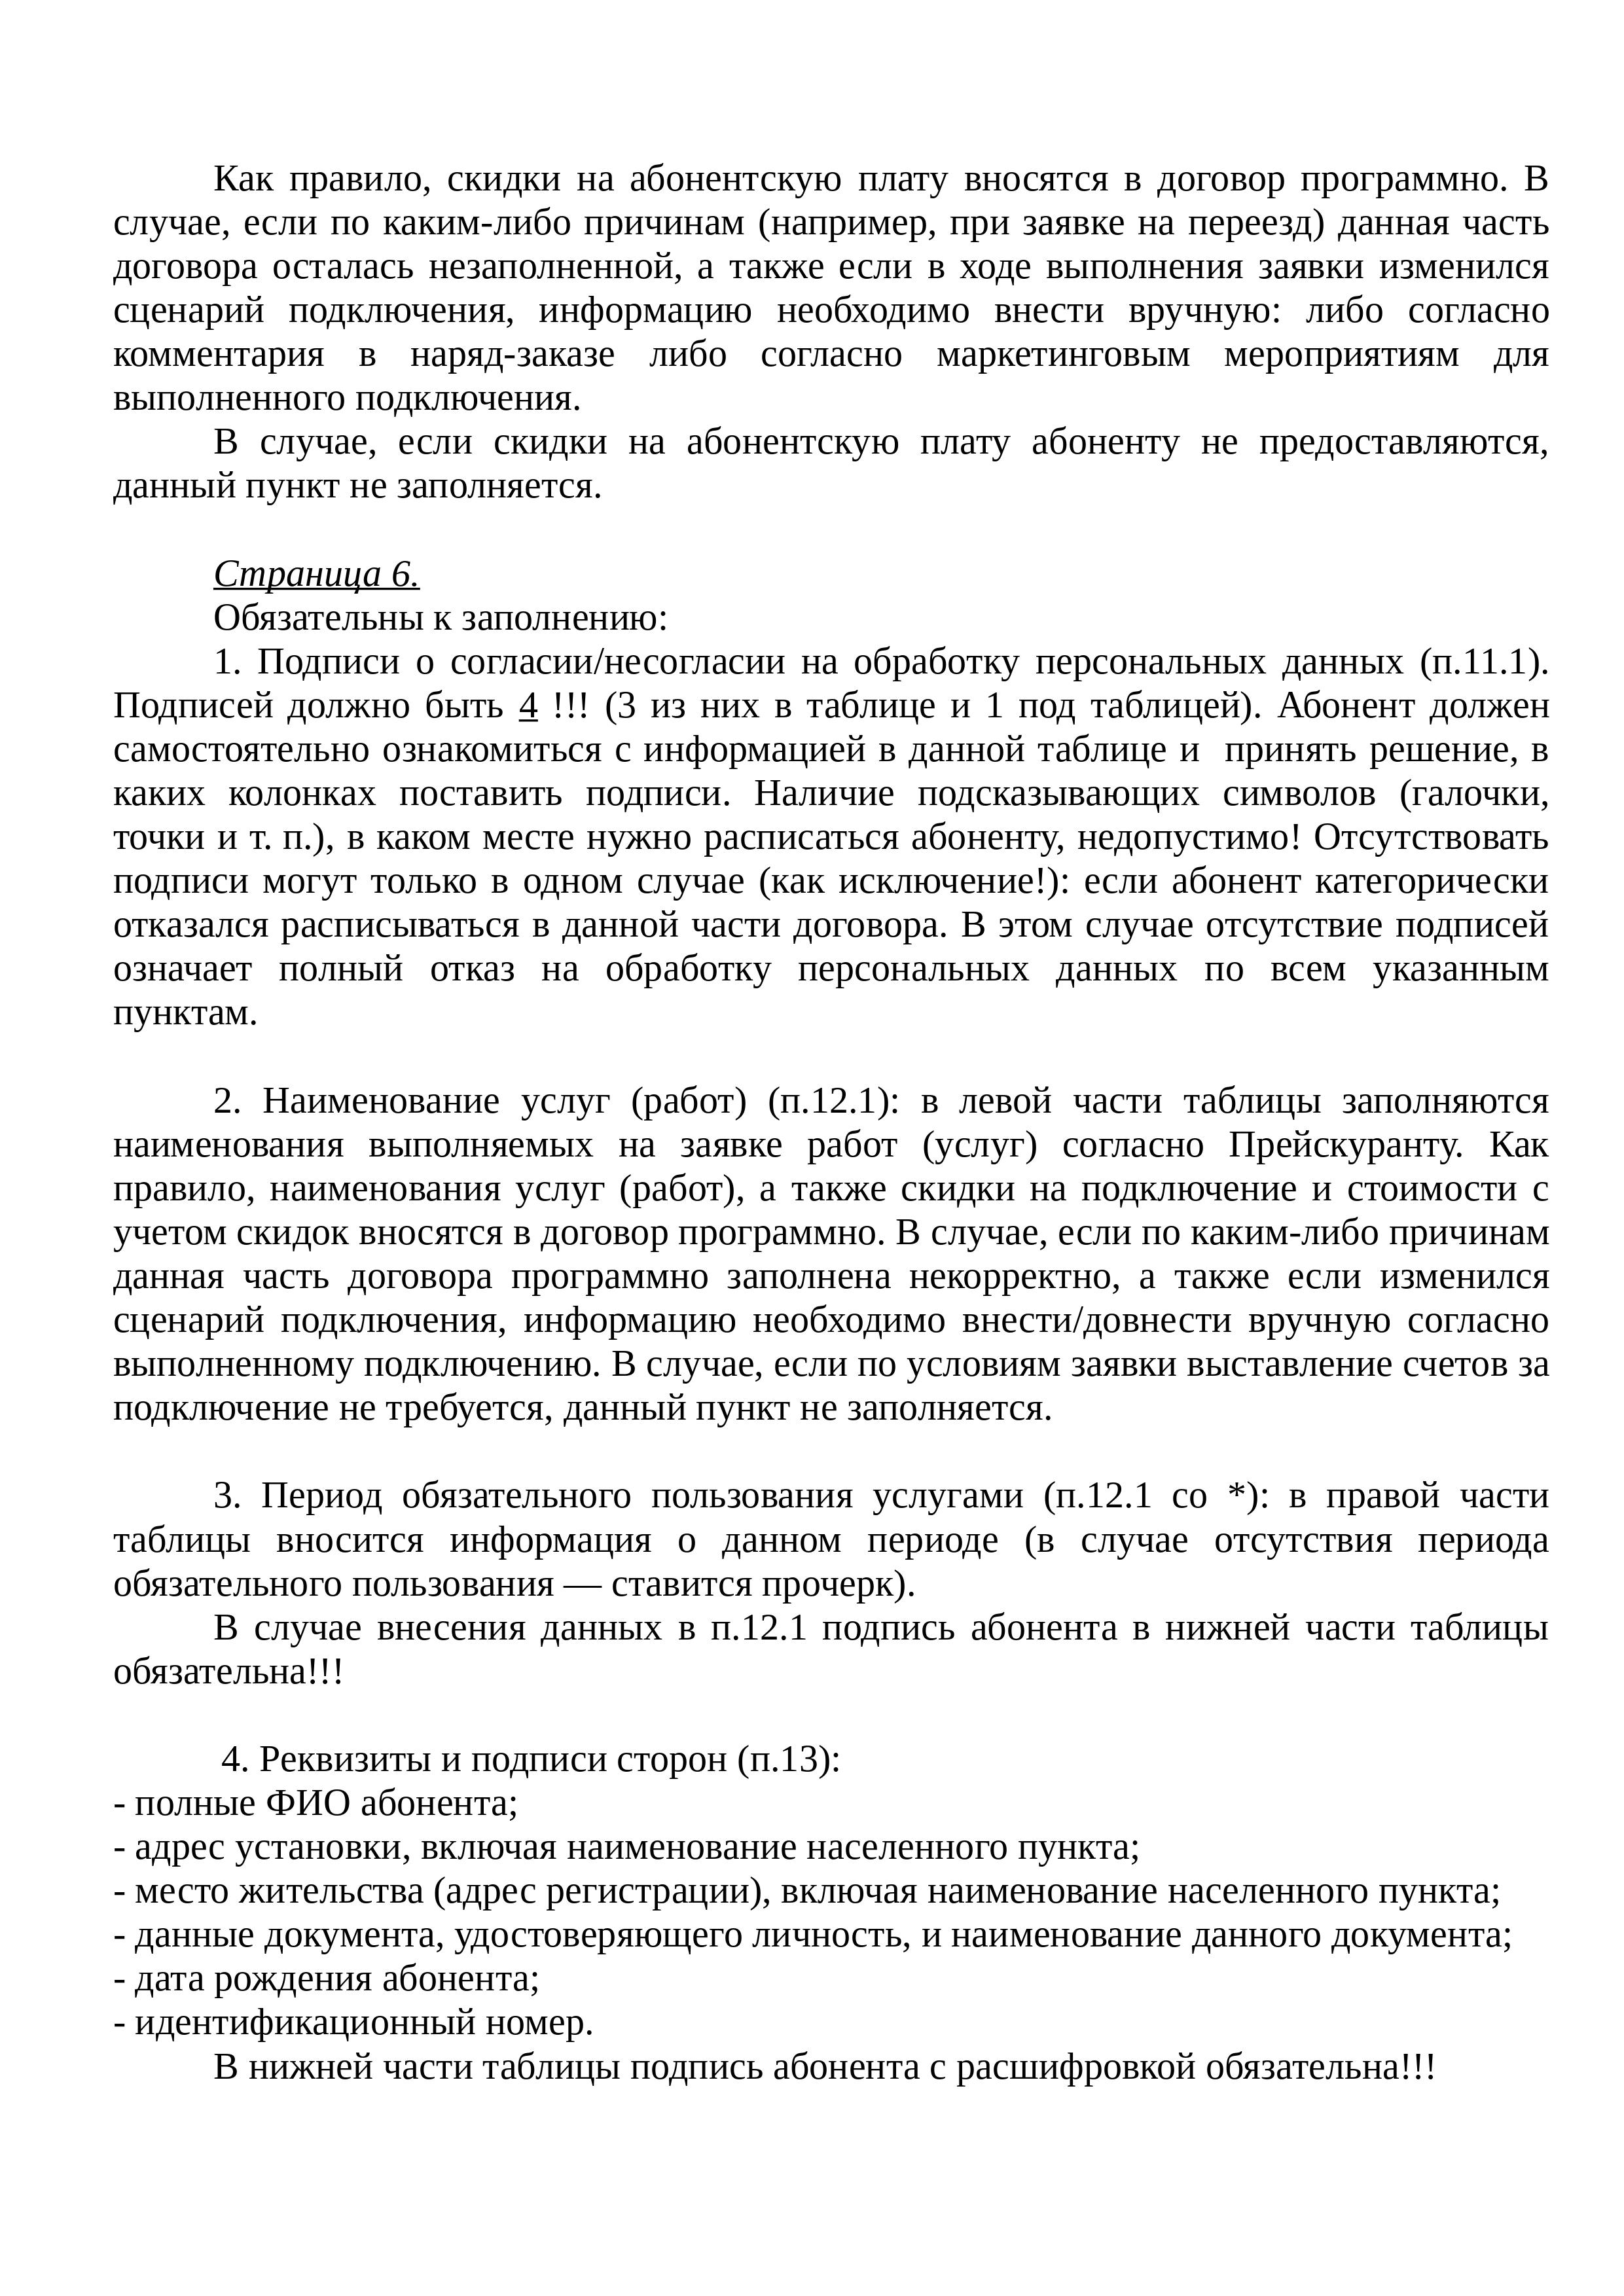 Как правило, скидки на абонентскую плату вносятся в договор программно. В
случае, если по каким-либо причинам (например, при заявке на переезд) данная часть
договора осталась незаполненной, а также если в ходе выполнения заявки изменился
сценарий подключения, информацию необходимо внести вручную: либо согласно
комментария в наряд-заказе либо согласно маркетинговым мероприятиям для
выполненного подключения.
В случае, если скидки на абонентскую плату абоненту не предоставляются,
данный пункт не заполняется.
Страница 6.
Обязательны к заполнению:
1. Подписи о согласии/несогласии на обработку персональных данных (п.11.1).
Подписей должно быть 4 !!! (3 из них в таблице и 1 под таблицей). Абонент должен
самостоятельно ознакомиться с информацией в данной таблице и  принять решение, в
каких колонках поставить подписи. Наличие подсказывающих символов (галочки,
точки и т. п.), в каком месте нужно расписаться абоненту, недопустимо! Отсутствовать
подписи могут только в одном случае (как исключение!): если абонент категорически
отказался расписываться в данной части договора. В этом случае отсутствие подписей
означает полный отказ на обработку персональных данных по всем указанным
пунктам.
2. Наименование услуг (работ) (п.12.1): в левой части таблицы заполняются
наименования выполняемых на заявке работ (услуг) согласно Прейскуранту. Как
правило, наименования услуг (работ), а также скидки на подключение и стоимости с
учетом скидок вносятся в договор программно. В случае, если по каким-либо причинам
данная часть договора программно заполнена некорректно, а также если изменился
сценарий подключения, информацию необходимо внести/довнести вручную согласно
выполненному подключению. В случае, если по условиям заявки выставление счетов за
подключение не требуется, данный пункт не заполняется.
3. Период обязательного пользования услугами (п.12.1 со *): в правой части
таблицы вносится информация о данном периоде (в случае отсутствия периода
обязательного пользования — ставится прочерк).
В случае внесения данных в п.12.1 подпись абонента в нижней части таблицы
обязательна!!!
4. Реквизиты и подписи сторон (п.13):
- полные ФИО абонента;
- адрес установки, включая наименование населенного пункта;
- место жительства (адрес регистрации), включая наименование населенного пункта;
- данные документа, удостоверяющего личность, и наименование данного документа;
- дата рождения абонента;
- идентификационный номер.
В нижней части таблицы подпись абонента с расшифровкой обязательна!!!